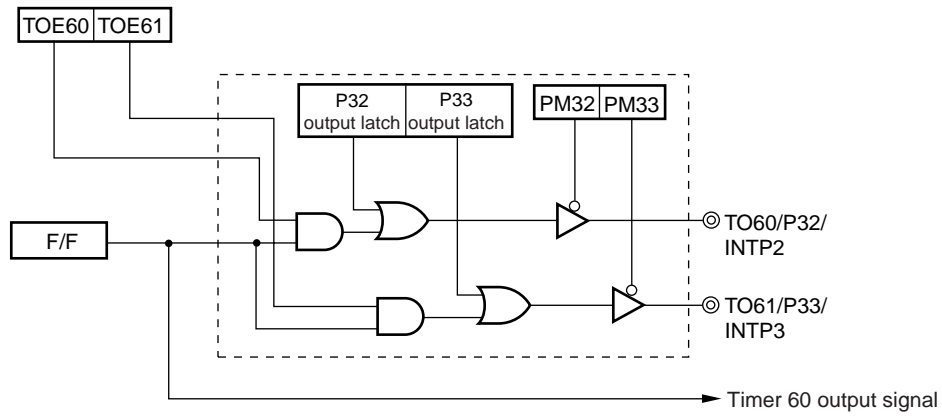 TOE60 TOE61
P32 output latch
P33 output latch
PM32 PM33
F/F
TO60/P32/
INTP2
TO61/P33/
INTP3
Timer 60 output signal